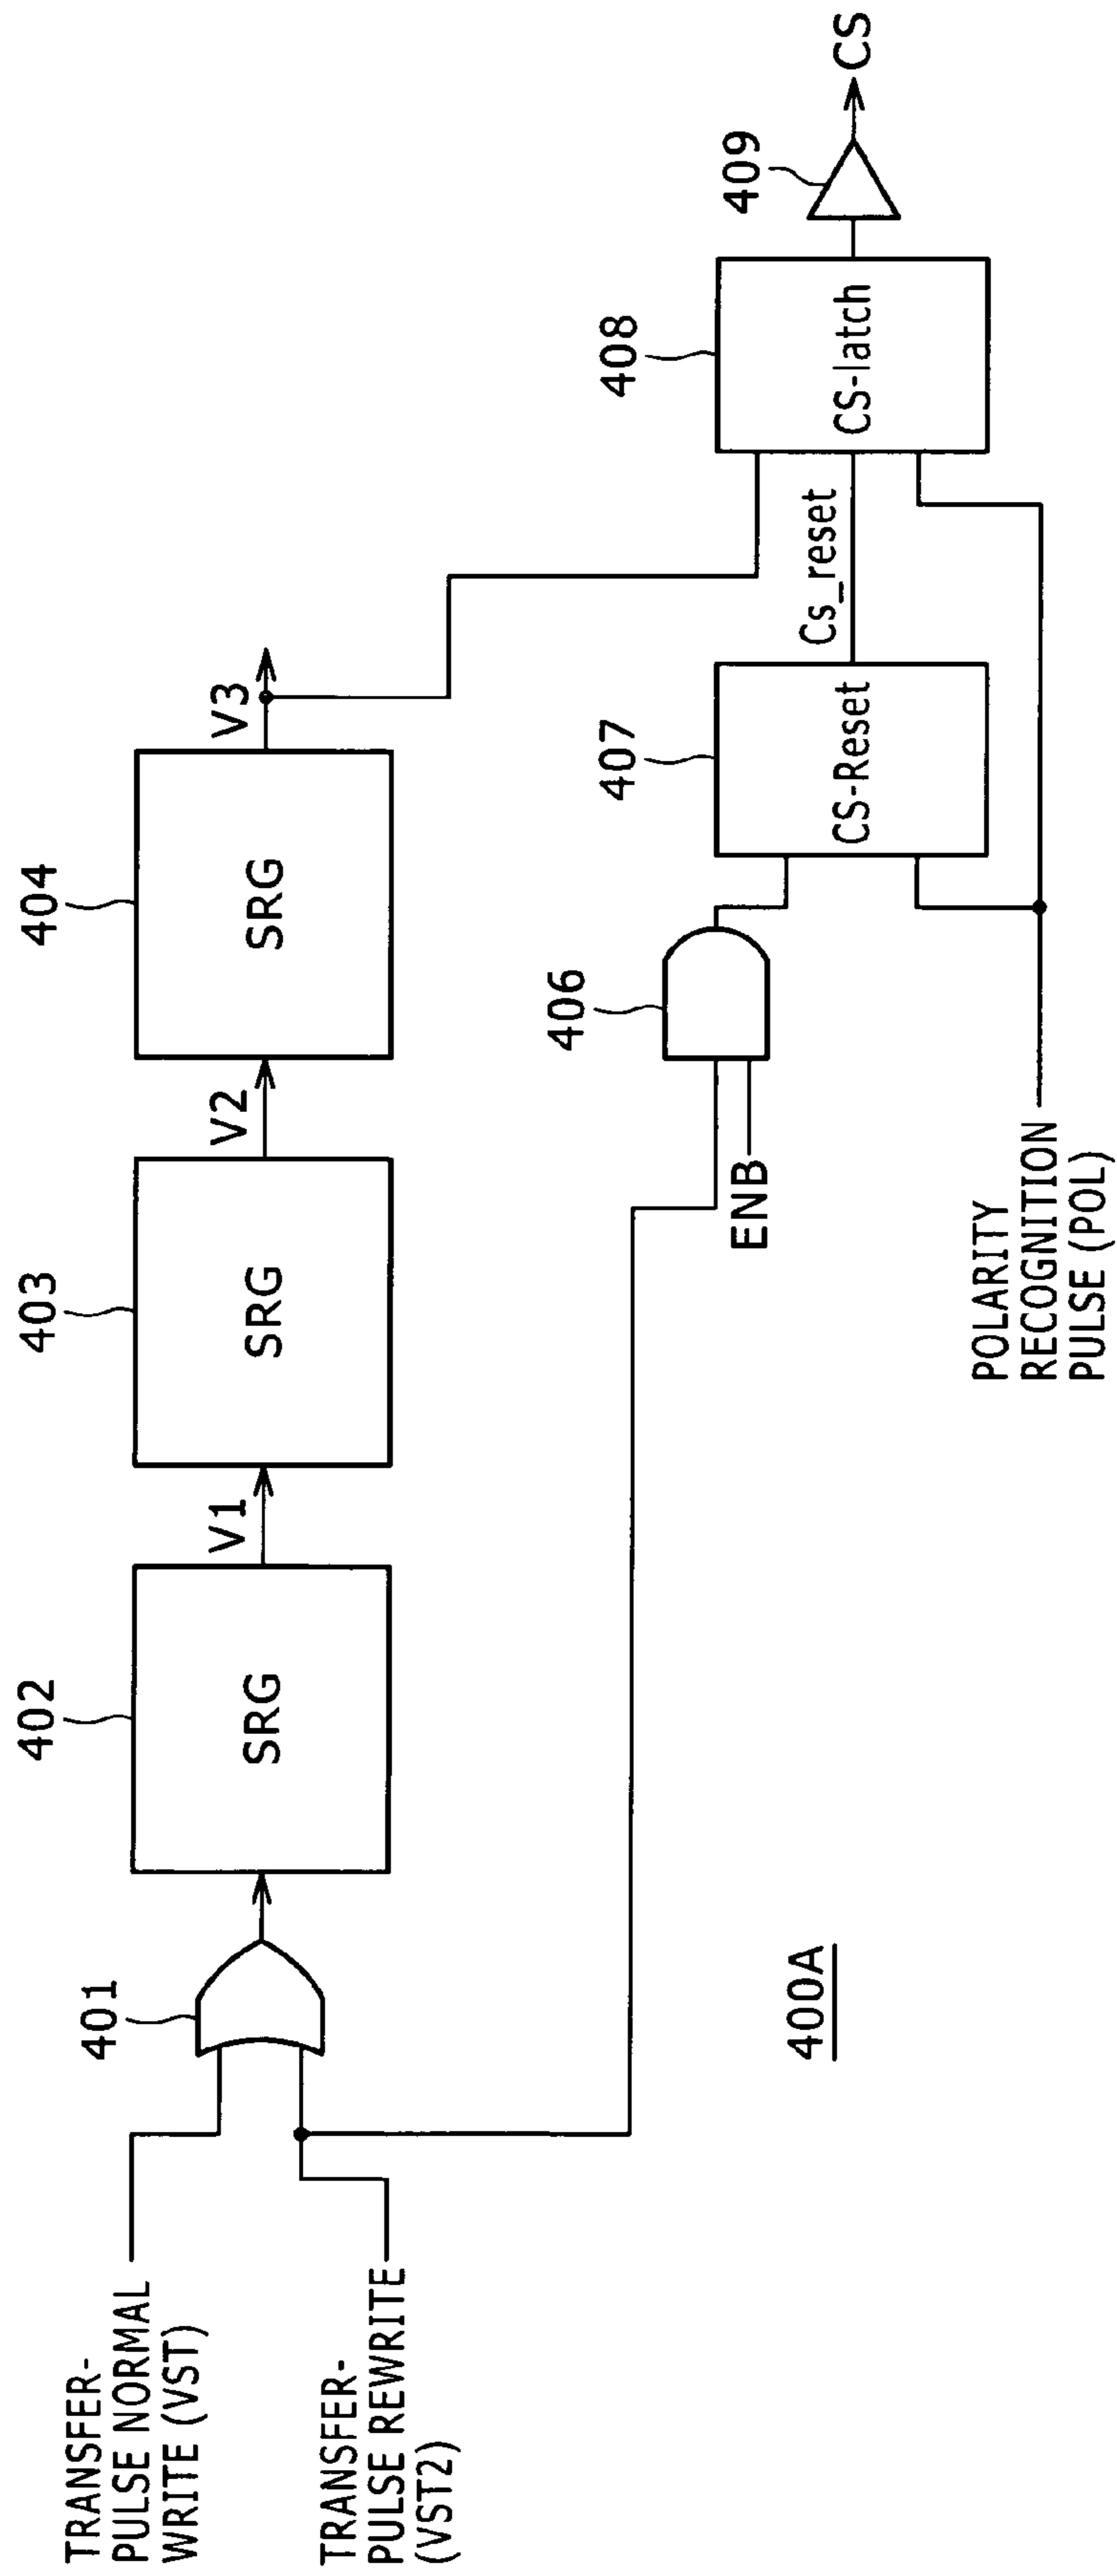 TRANSFER-
PULSE NORMAL
WRITE (VST)
TRANSFER-
PULSE REWRITE
(VST2)
401
402
SRG
V1
403
SRG
V2
404
SRG
V3
406
ENB
407
CS-Reset
Cs_reset
408
CS-latch
409
CS
POLARITY
RECOGNITION
PULSE (POL)
400A